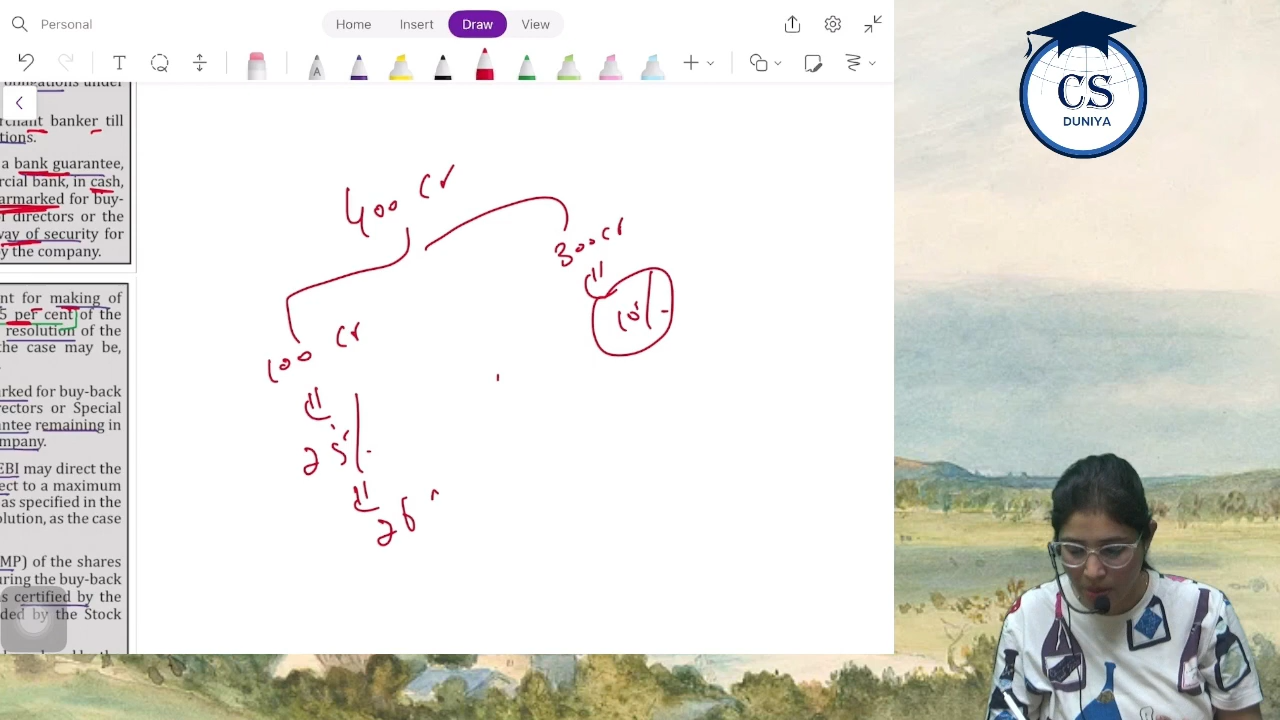 Personal
Home Insert Draw View
CS
DUNIYA
under
banker till
tions.
a bank guarantee,
rcial bank, in cash,
armarked for buy-
directors or the
way of security for
y the company.
nt for making of
5 per cent of the
resolution of the
the case may be,
rked for buy-back
rectors or Special
ntee remaining in
mpany.
EBI may direct the
ect to a maximum
as specified in the
olution, as the case
MP) of the shares
uring the buy-back
s certified by the
ded by the Stock
400 cr
300 cr
10%
100 cr
25%
26